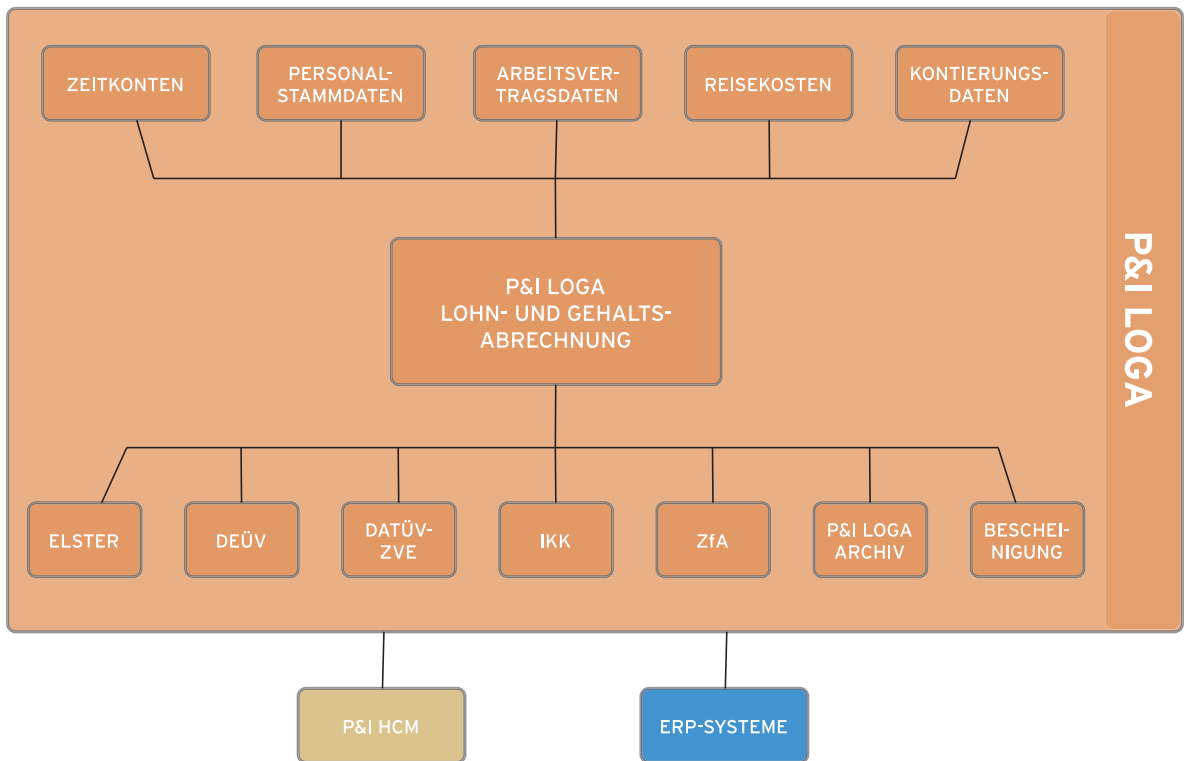 ZEITKONTEN
PERSONAL-
STAMMDATEN
ARBEITSVER-
TRAGSDATEN
REISEKOSTEN
KONTIERUNGS-
DATEN
P&I LOGA
LOHN- UND GEHALTS-
ABRECHNUNG
P&I LOGA
ELSTER
DEÜV
DATÜV-
ZVE
IKK
ZfA
P&I LOGA
ARCHIV
BESCHEI-
NIGUNG
P&I HCM
ERP-SYSTEME